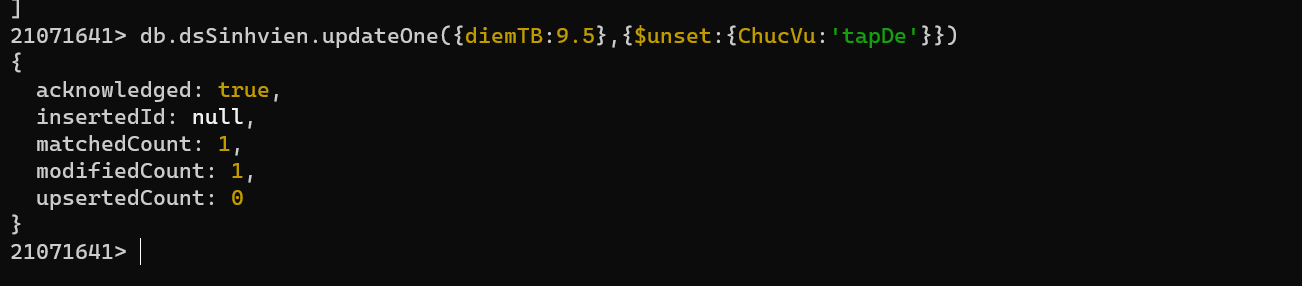 ]
21071641> db.dsSinhvien.updateOne({diemTB:9.5},{$unset:{ChucVu:'tapDe'}})
{
  acknowledged: true,
  insertedId: null,
  matchedCount: 1,
  modifiedCount: 1,
  upsertedCount: 0
}
21071641>